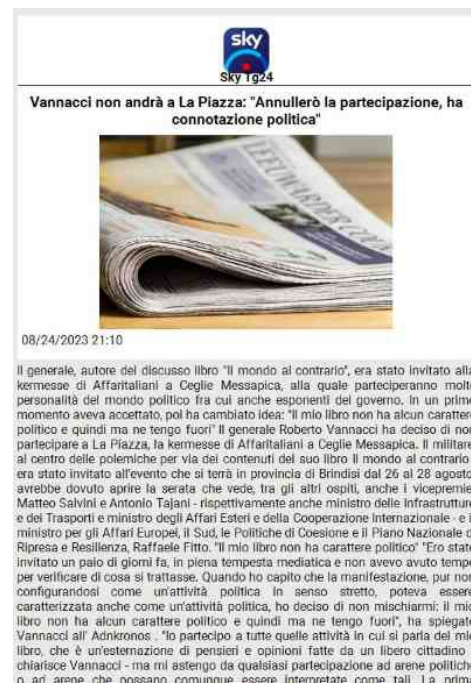 sky
Sky Tg24
Vannacci non andrà a La Piazza: "Annullerò la partecipazione, ha
connotazione politica"
LEEUWARDER COU
08/24/2023 21:10
Il generale, autore del discusso libro "Il mondo al contrario", era stato invitato alla
kermesse di Affaritaliani a Ceglie Messapica, alla quale parteciperanno molte
personalità del mondo politico fra cui anche esponenti del governo. In un primo
momento aveva accettato, poi ha cambiato idea: "Il mio libro non ha alcun carattere
politico e quindi ma ne tengo fuori" Il generale Roberto Vannacci ha deciso di non
partecipare a La Piazza, la kermesse di Affaritaliani a Ceglie Messapica. Il militare
al centro delle polemiche per via dei contenuti del suo libro Il mondo al contrario
era stato invitato all'evento che si terrà in provincia di Brindisi dal 26 al 28 agosto
avrebbe dovuto aprire la serata che vede, tra gli altri ospiti, anche i vicepremier
Matteo Salvini e Antonio Tajani - rispettivamente anche ministro delle Infrastrutture
e dei Trasporti e ministro degli Affari Esteri e della Cooperazione Internazionale - e i
ministro per gli Affari Europei, il Sud, le Politiche di Coesione e il Piano Nazionale d
Ripresa e Resilienza, Raffaele Fitto. "Il mio libro non ha carattere politico" "Ero stato
invitato un paio di giorni fa, in piena tempesta mediatica e non avevo avuto tempo
per verificare di cosa si trattasse. Quando ho capito che la manifestazione, pur non
configurandosi come un'attività politica in senso stretto, poteva essere
caratterizzata anche come un'attività politica, ho deciso di non mischiarmi: il mio
libro non ha alcun carattere politico e quindi ma ne tengo fuori", ha spiegato
Vannacci all' Adnkronos . "Io partecipo a tutte quelle attività in cui si parla del mio
libro, che è un'esternazione di pensieri e opinioni fatte da un libero cittadino
chiarisce Vannacci - ma mi astengo da qualsiasi partecipazione ad arene politiche
o ad arene che possano comunque essere interpretate come tali. La prima